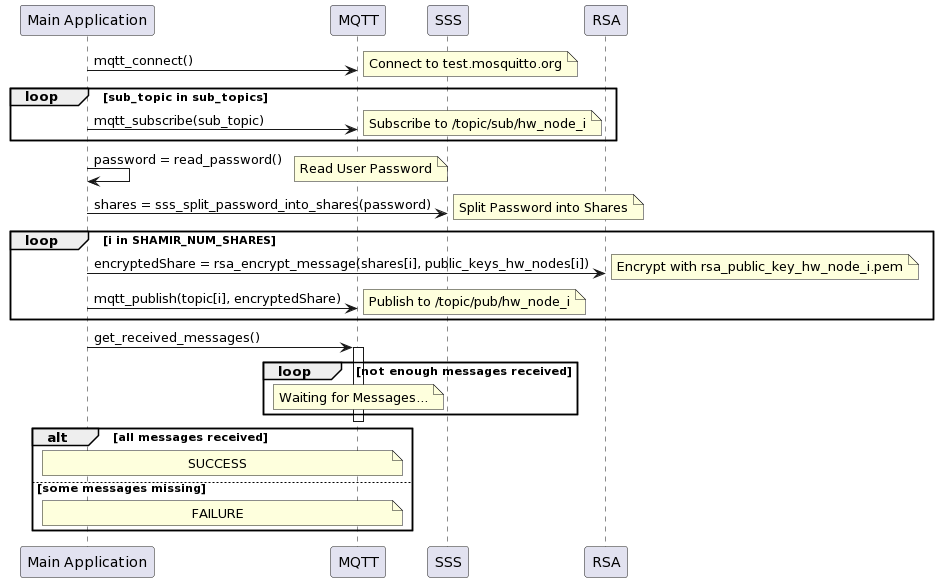 Main Application MQTT SSS RSA
mqtt_connect() Connect to test.mosquitto.org
loop [sub_topic in sub_topics]
mqtt_subscribe(sub_topic) Subscribe to /topic/sub/hw_node_i
password = read_password() Read User Password
shares = sss_split_password_into_shares(password) Split Password into Shares
loop [i in SHAMIR_NUM_SHARES]
encryptedShare = rsa_encrypt_message(shares[i], public_keys_hw_nodes[i]) Encrypt with rsa_public_key_hw_node_i.pem
mqtt_publish(topic[i], encryptedShare) Publish to /topic/pub/hw_node_i
get_received_messages()
loop [not enough messages received]
Waiting for Messages...
alt [all messages received]
SUCCESS
[some messages missing]
FAILURE
Main Application MQTT SSS RSA